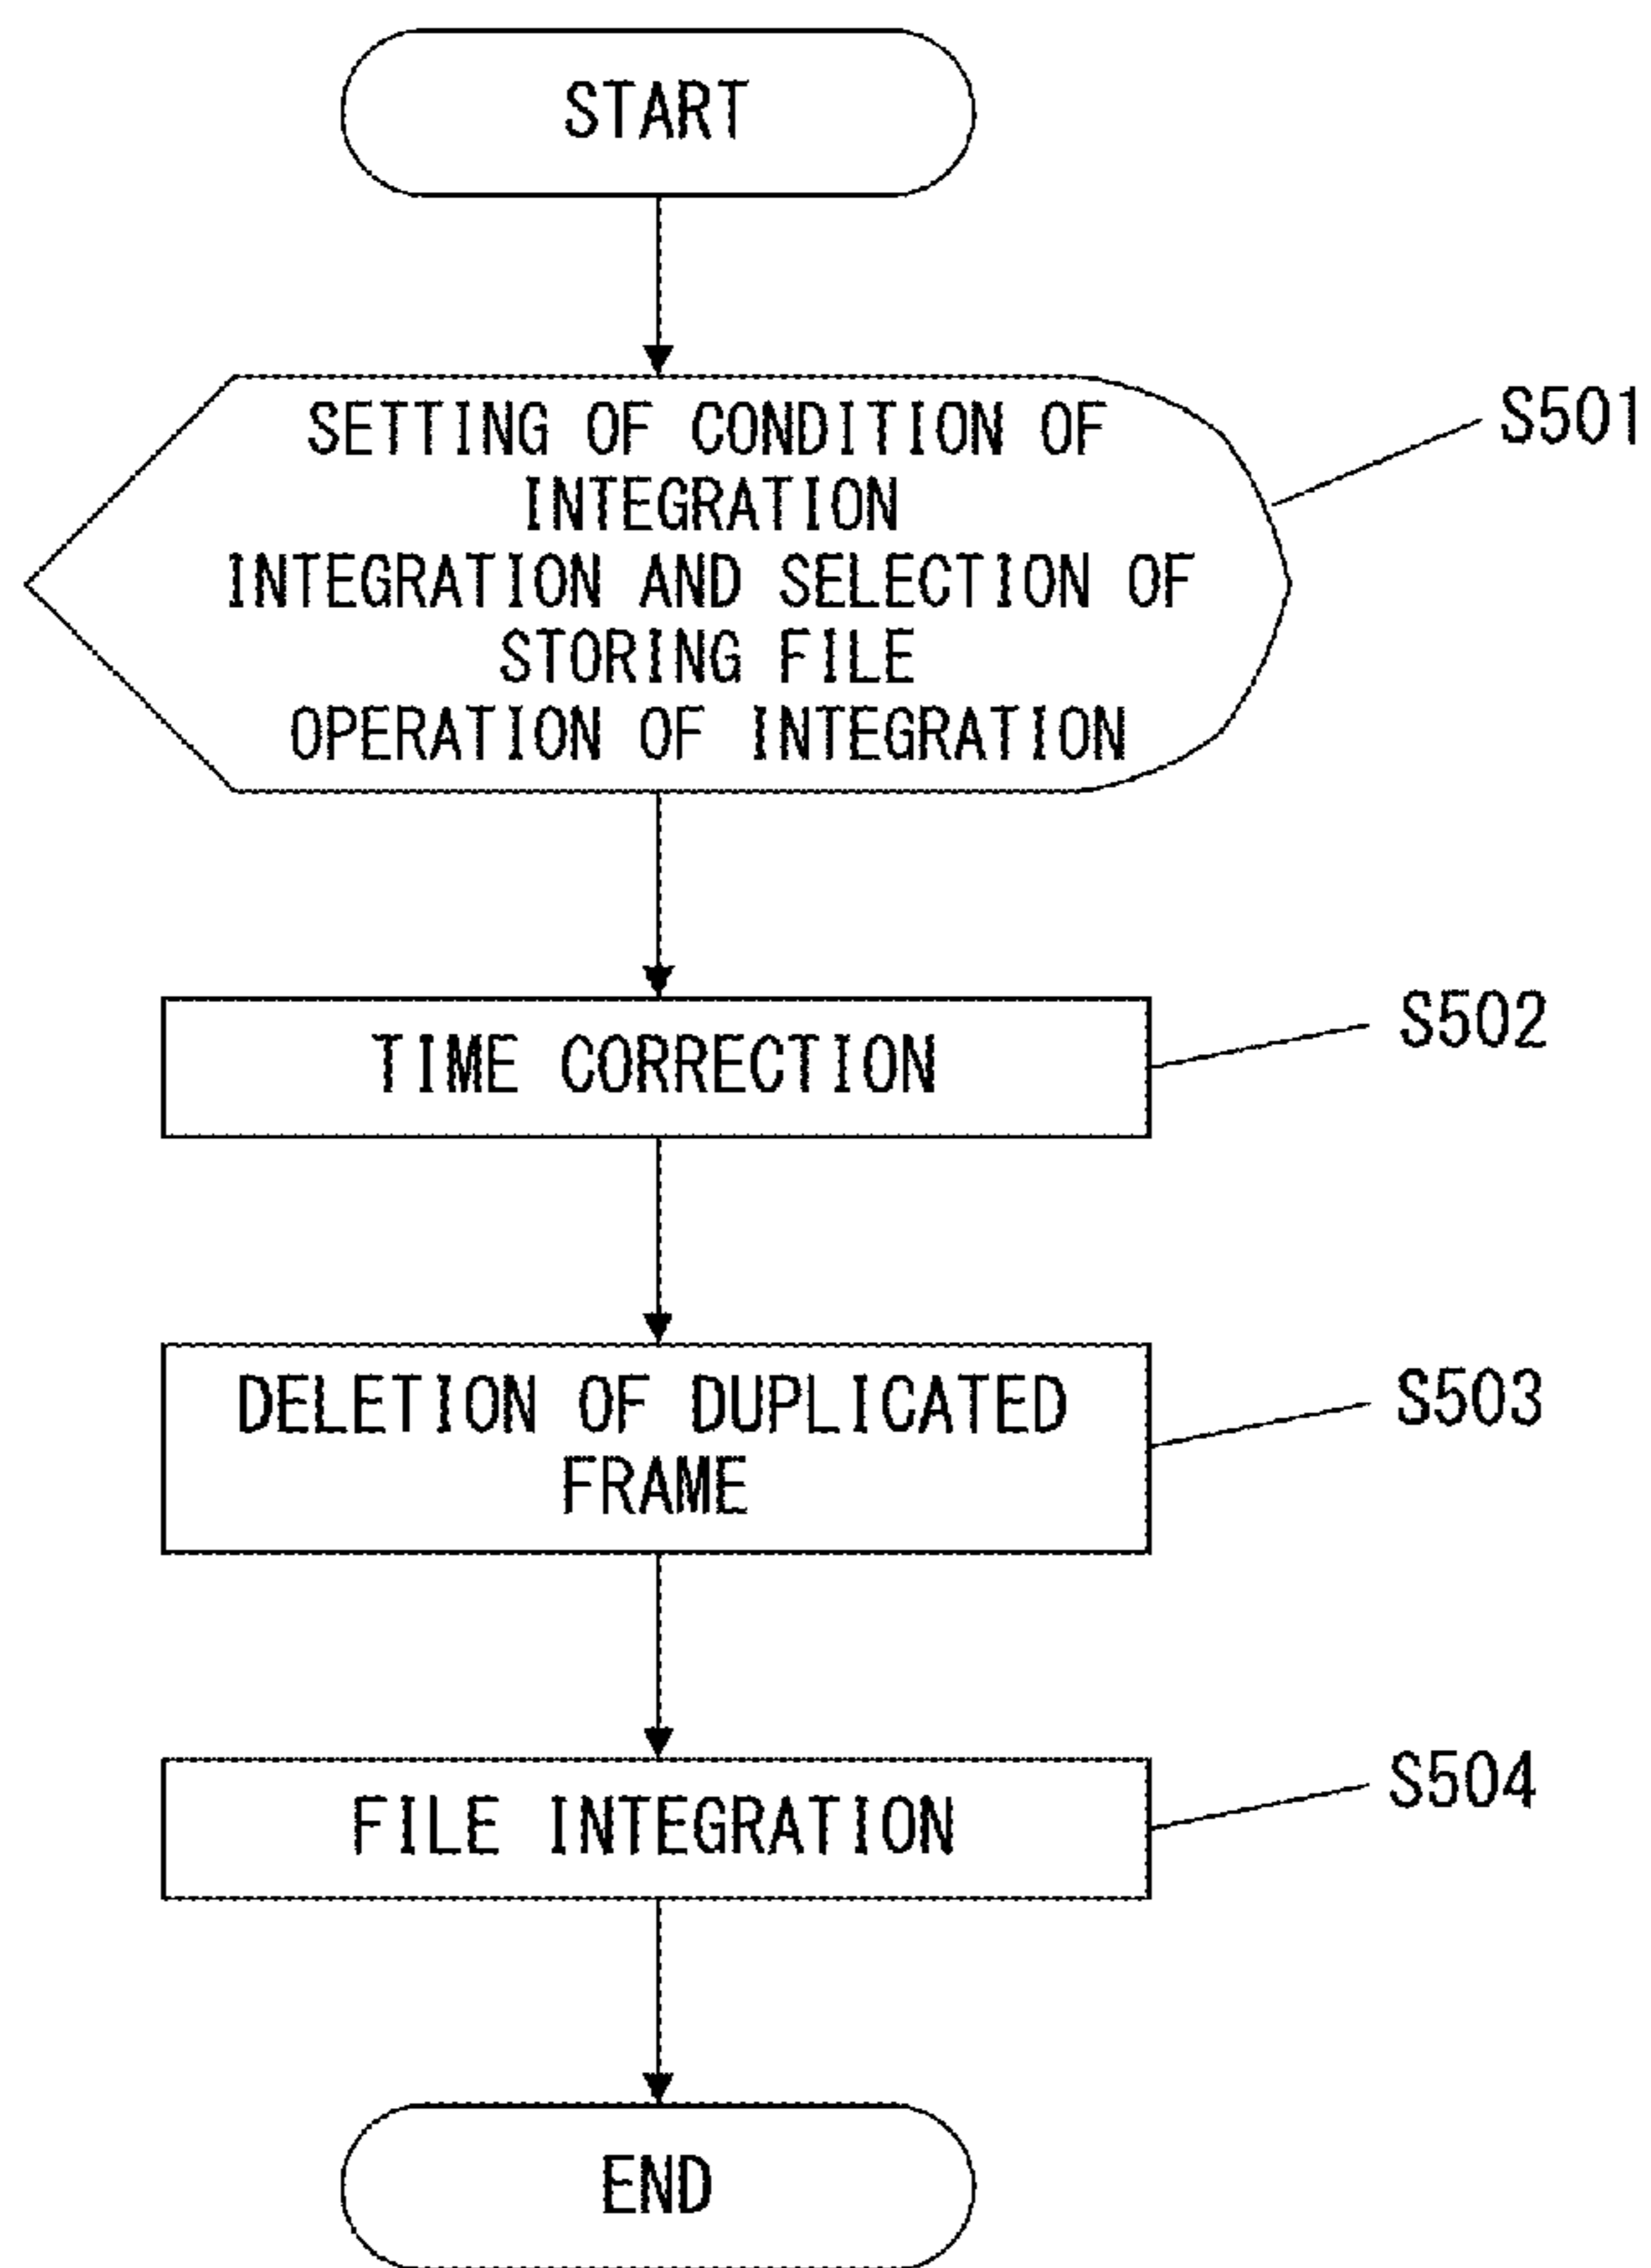 START
SETTING OF CONDITION OF
INTEGRATION
INTEGRATION AND SELECTION OF
STORING FILE
OPERATION OF INTEGRATION
S501
TIME CORRECTION
S502
DELETION OF DUPLICATED
FRAME
S503
FILE INTEGRATION
S504
END